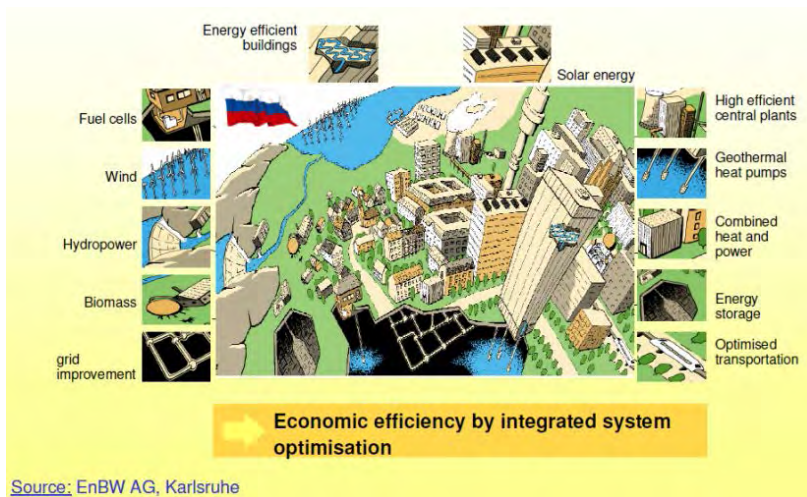 Energy efficient
buildings
Solar energy
Fuel cells
Wind
Hydropower
Biomass
grid
improvement
High efficient
central plants
Geothermal
heat pumps
Combined
heat and
power
Energy
storage
Optimised
transportation
Economic efficiency by integrated system
optimisation
Source: EnBW AG, Karlsruhe